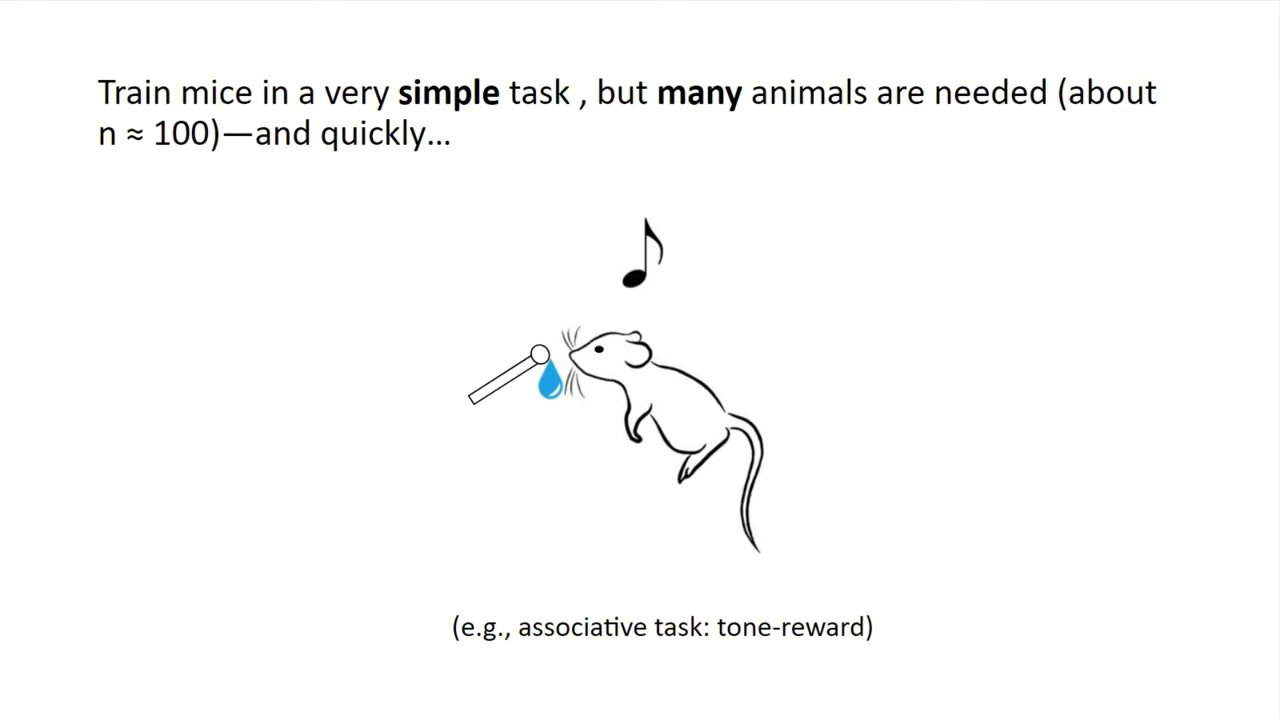 Train mice in a very simple task , but many animals are needed (about
n ≈ 100)—and quickly...
(e.g., associative task: tone-reward)